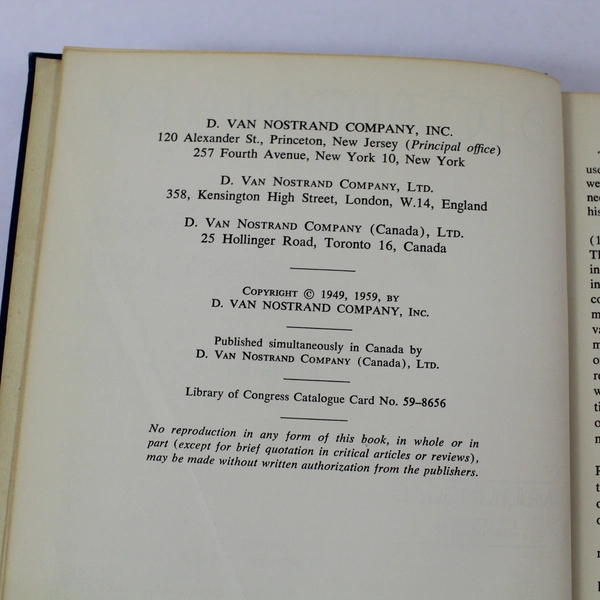 D. VAN NOSTRAND COMPANY, INC.
120 Alexander St., Princeton, New Jersey (Principal office)
257 Fourth Avenue, New York 10, New York
D. VAN NOSTRAND COMPANY, LTD.
358, Kensington High Street, London, W.14, England
D. VAN NOSTRAND COMPANY (Canada), LTD.
25 Hollinger Road, Toronto 16, Canada
COPYRIGHT © 1949, 1959, BY
D. VAN NOSTRAND COMPANY, INC.
Published simultaneously in Canada by
D. VAN NOSTRAND COMPANY (Canada), LTD.
Library of Congress Catalogue Card No. 59-8656
No reproduction in any form of this book, in whole or in
part (except for brief quotation in critical articles or reviews),
may be made without written authorization from the publishers.